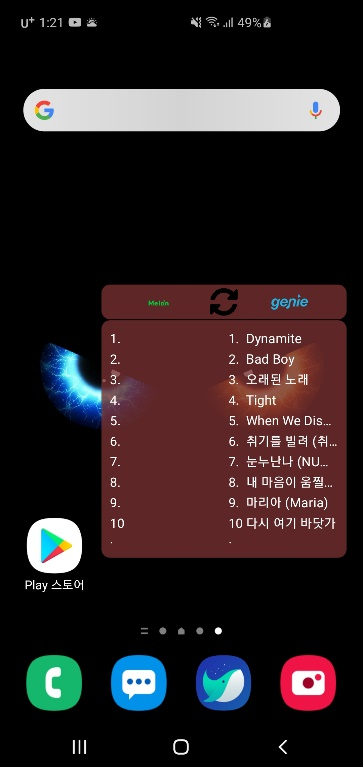 U+ 1:21 49%
Melon genie
1. 1. Dynamite
2. 2. Bad Boy
3. 3. 오래된 노래
4. 4. Tight
5. 5. When We Dis...
6. 6. 취기를 빌려 (취...
7. 7. 눈누난나 (NU...
8. 8. 내 마음이 움찔...
9. 9. 마리아 (Maria)
10 10 다시 여기 바닷가
. .
Play 스토어